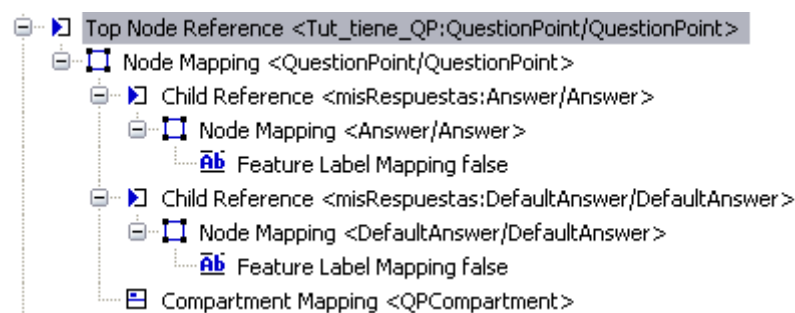 Top Node Reference <Tut_tiene_QP:QuestionPoint/QuestionPoint>
Node Mapping <QuestionPoint/QuestionPoint>
Child Reference <misRespuestas:Answer/Answer>
Node Mapping <Answer/Answer>
Ab Feature Label Mapping false
Child Reference <misRespuestas:DefaultAnswer/DefaultAnswer>
Node Mapping <DefaultAnswer/DefaultAnswer>
Ab Feature Label Mapping false
Compartment Mapping <QPCompartment>